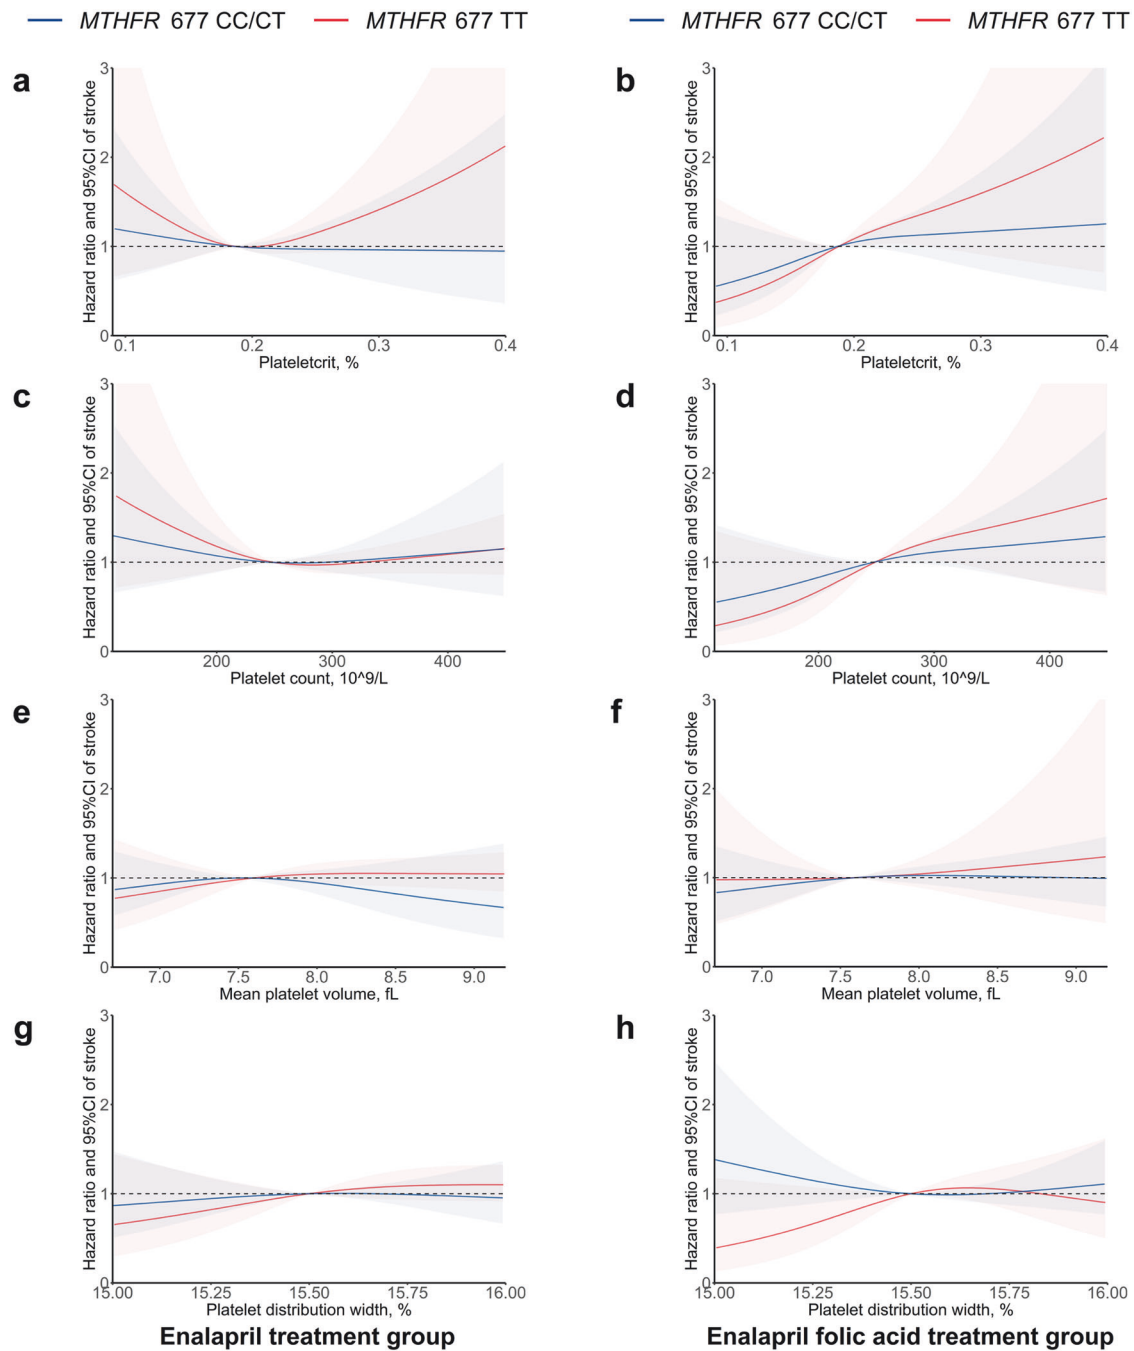 MTHFR 677 CC/CT MTHFR 677 TT MTHFR 677 CC/CT MTHFR 677 TT
a
Hazard ratio and 95%CI of stroke
3
2
1
0
0.1 0.2 0.3 0.4
Plateletcrit, %
b
Hazard ratio and 95%CI of stroke
3
2
1
0
0.1 0.2 0.3 0.4
Plateletcrit, %
c
Hazard ratio and 95%CI of stroke
3
2
1
0
200 300 400
Platelet count, 10^9/L
d
Hazard ratio and 95%CI of stroke
3
2
1
0
200 300 400
Platelet count, 10^9/L
e
Hazard ratio and 95%CI of stroke
3
2
1
0
7.0 7.5 8.0 8.5 9.0
Mean platelet volume, fL
f
Hazard ratio and 95%CI of stroke
3
2
1
0
7.0 7.5 8.0 8.5 9.0
Mean platelet volume, fL
g
Hazard ratio and 95%CI of stroke
3
2
1
0
15.00 15.25 15.50 15.75 16.00
Platelet distribution width, %
Enalapril treatment group
h
Hazard ratio and 95%CI of stroke
3
2
1
0
15.00 15.25 15.50 15.75 16.00
Platelet distribution width, %
Enalapril folic acid treatment group